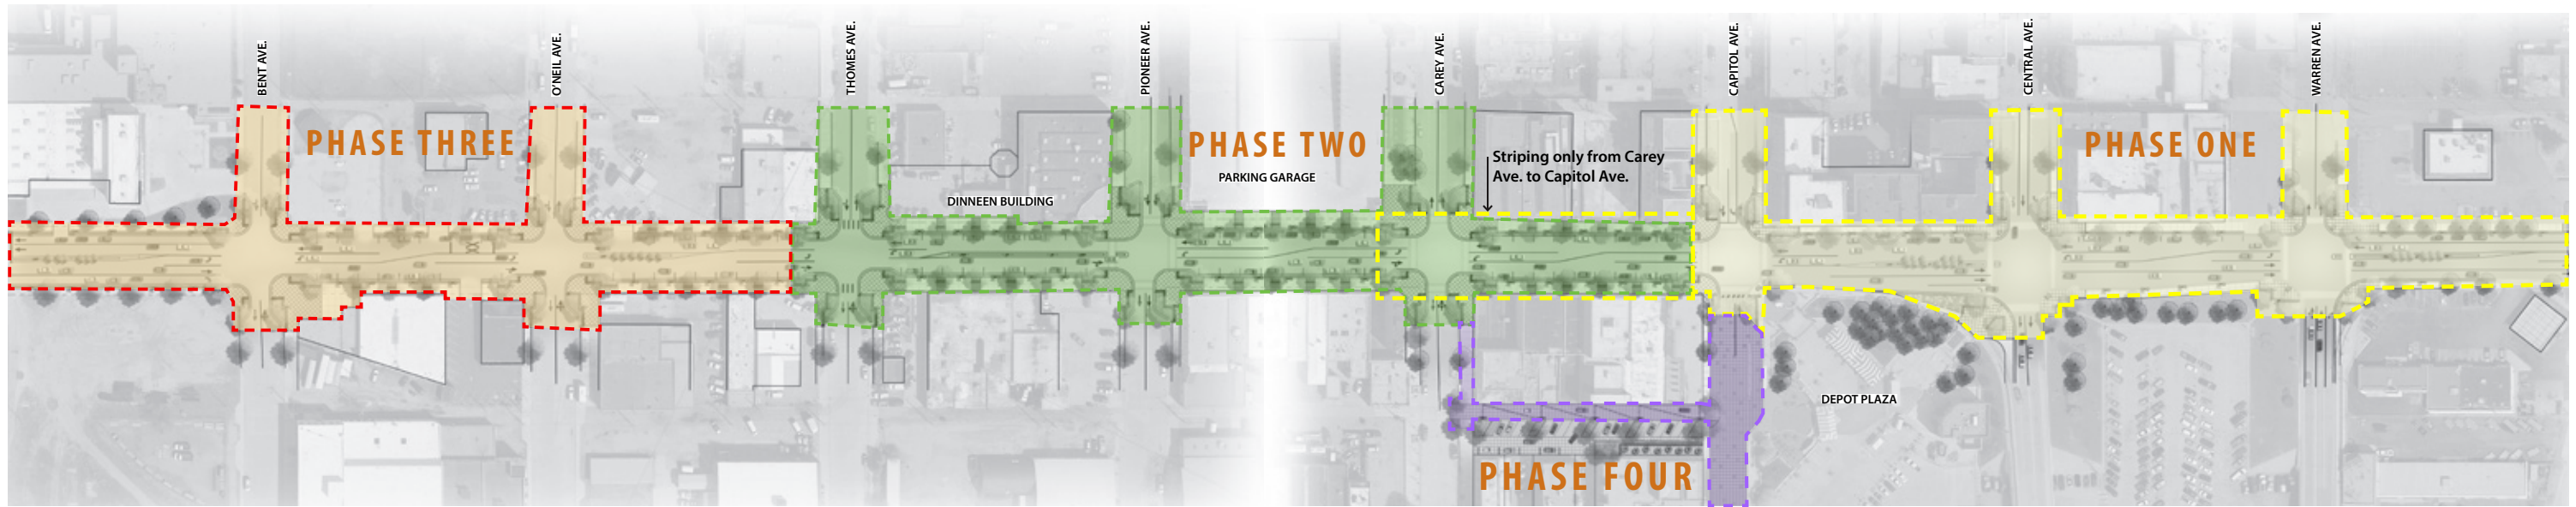 BENT AVE.
O'NEIL AVE.
THOMES AVE.
PIONEER AVE.
CAREY AVE.
CAPITOL AVE.
CENTRAL AVE.
WARREN AVE.
PHASE THREE
PHASE TWO
PHASE ONE
Striping only from Carey
Ave. to Capitol Ave.
PARKING GARAGE
DINNEEN BUILDING
DEPOT PLAZA
PHASE FOUR